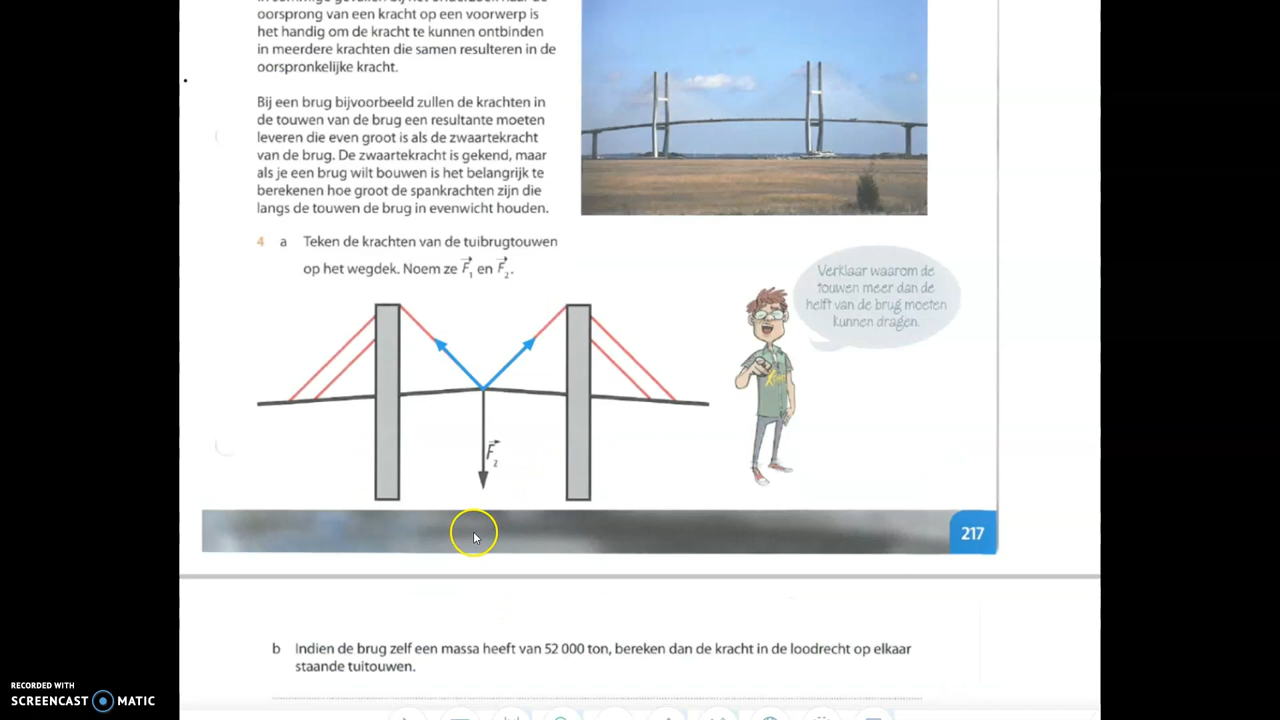 oorsprong van een kracht op een voorwerp is
het handig om de kracht te kunnen ontbinden
in meerdere krachten die samen resulteren in de
oorspronkelijke kracht.
Bij een brug bijvoorbeeld zullen de krachten in
de touwen van de brug een resultante moeten
leveren die even groot is als de zwaartekracht
van de brug. De zwaartekracht is gekend, maar
als je een brug wilt bouwen is het belangrijk te
berekenen hoe groot de spankrachten zijn die
langs de touwen de brug in evenwicht houden.
4 a Teken de krachten van de tuibrugtouwen
op het wegdek. Noem ze F₁ en F₂.
Verklaar waarom de
touwen meer dan de
helft van de brug moeten
kunnen dragen.
F₂
217
b Indien de brug zelf een massa heeft van 52 000 ton, bereken dan de kracht in de loodrecht op elkaar
staande tuitouwen.
RECORDED WITH
SCREENCAST MATIC